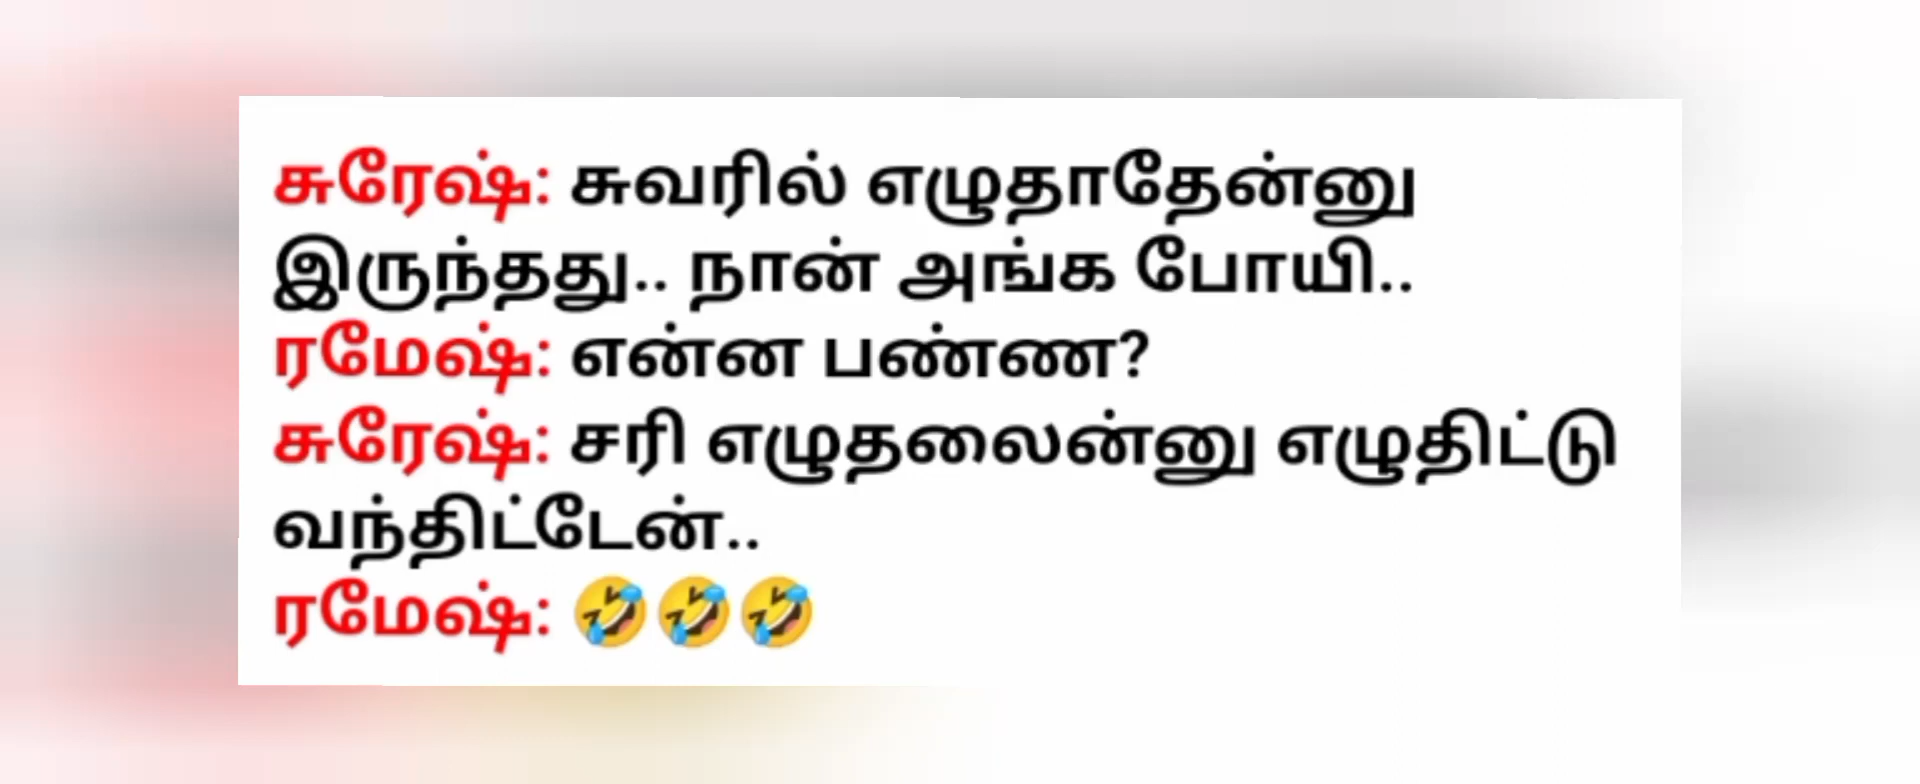 சுரேஷ்: சுவரில் எழுதாதேன்னு
இருந்தது.. நான் அங்க போயி..
ரமேஷ்: என்ன பண்ண?
சுரேஷ்: சரி எழுதலைன்னு எழுதிட்டு
வந்திட்டேன்..
ரமேஷ்: 🤣🤣🤣